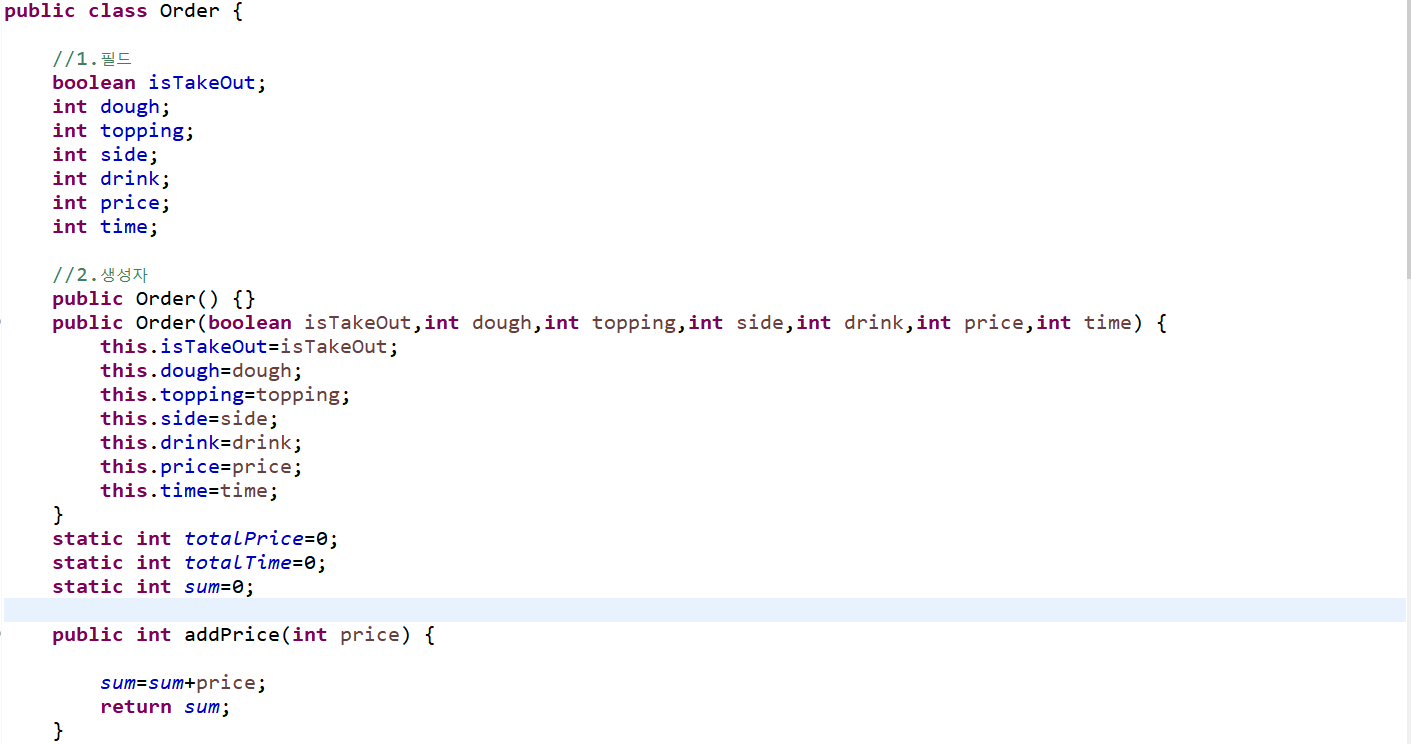 public class Order {
//1.필드
boolean isTakeOut;
int dough;
int topping;
int side;
int drink;
int price;
int time;
//2.생성자
public Order() {}
public Order(boolean isTakeOut,int dough,int topping,int side,int drink,int price,int time) {
this.isTakeOut=isTakeOut;
this.dough=dough;
this.topping=topping;
this.side=side;
this.drink=drink;
this.price=price;
this.time=time;
}
static int totalPrice=0;
static int totalTime=0;
static int sum=0;
public int addPrice(int price) {
sum=sum+price;
return sum;
}